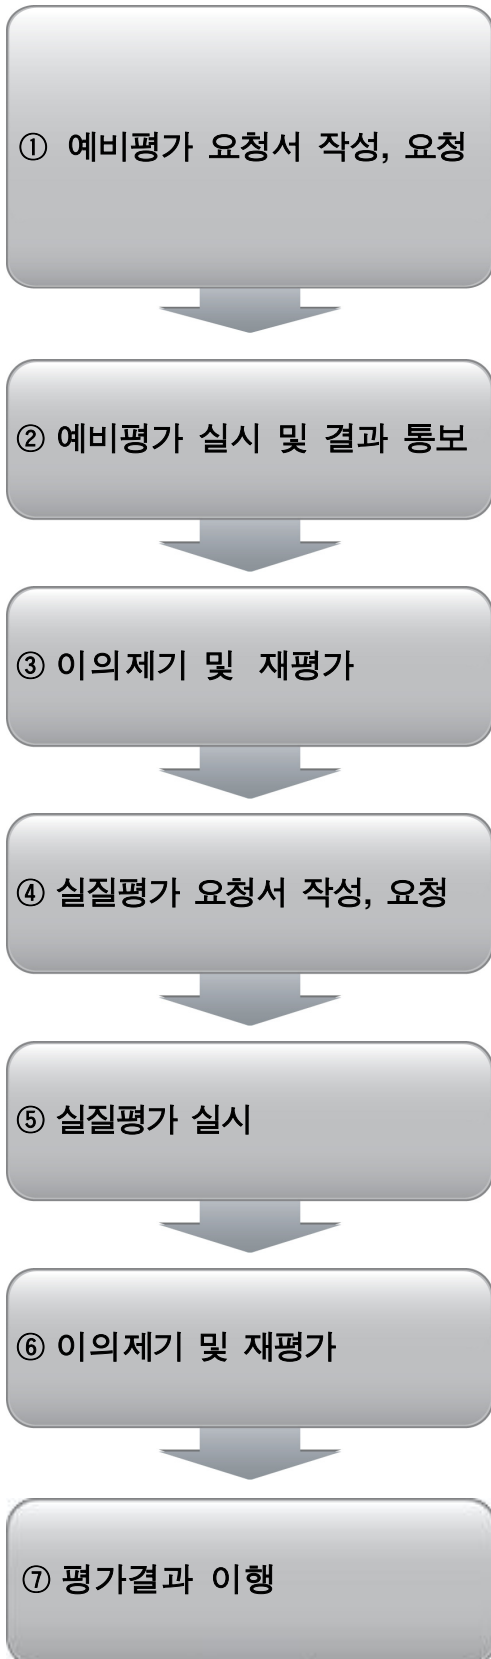 ① 예비평가 요청서 작성, 요청
② 예비평가 실시 및 결과 통보
③ 이의제기 및 재평가
④ 실질평가 요청서 작성, 요청
⑤ 실질평가 실시
⑥ 이의제기 및 재평가
⑦ 평가결과 이행